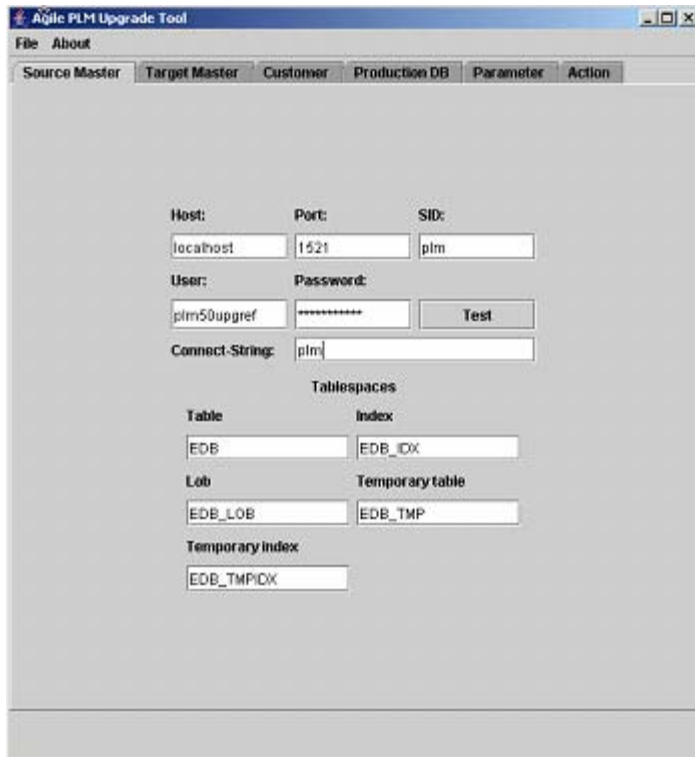 Agile PLM Upgrade Tool
File About
Source Master Target Master Customer Production DB Parameter Action
Host: Port: SID:
localhost 1521 plm
User: Password:
plm50upgref *********** Test
Connect-String: plm
Tablespaces
Table Index
EDB EDB_IDX
Lob Temporary table
EDB_LOB EDB_TMP
Temporary index
EDB_TMPIDX